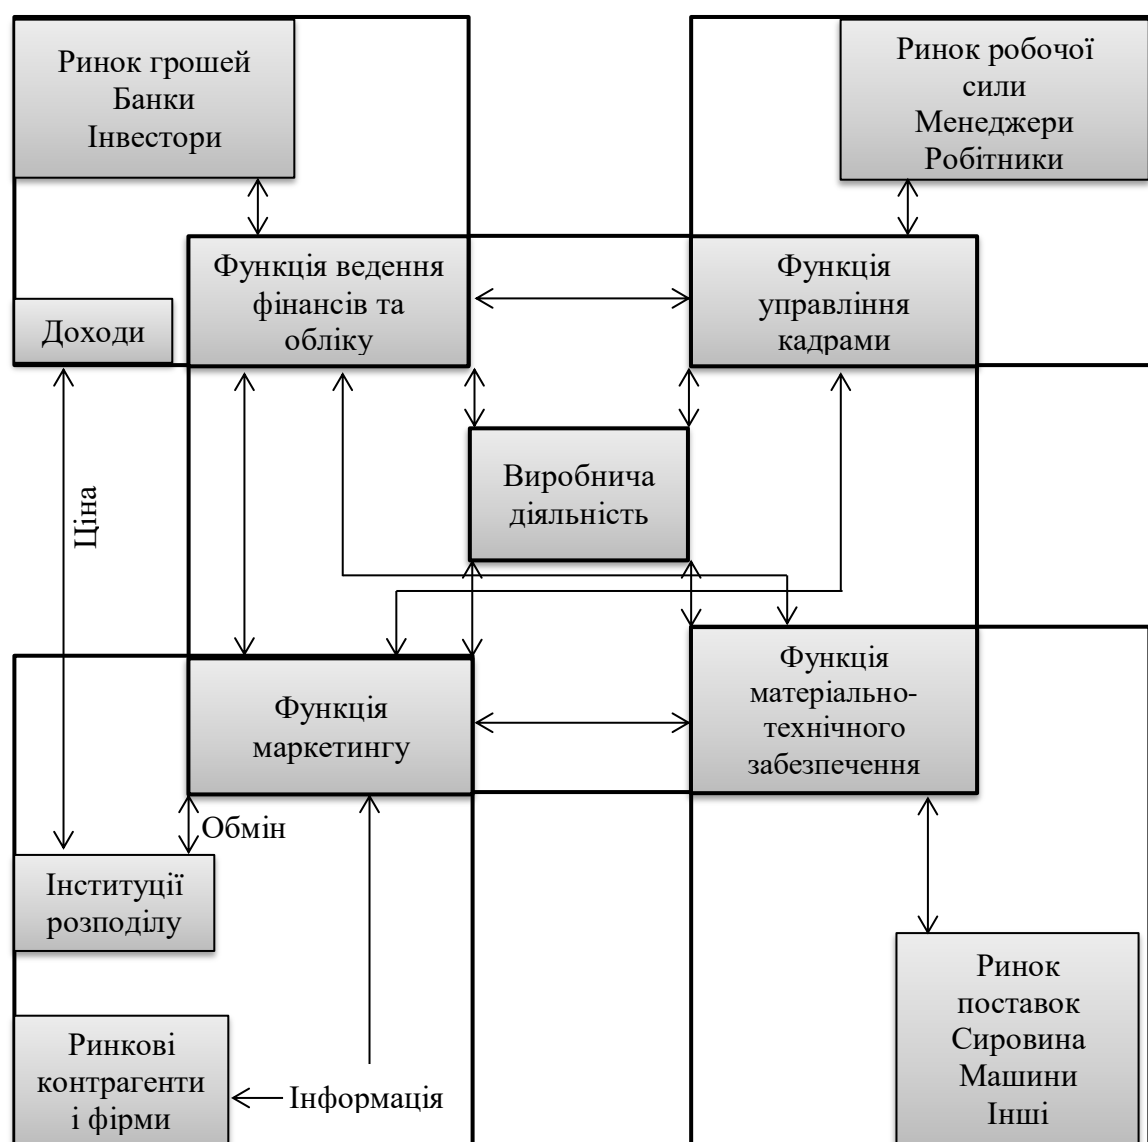 Ринок грошей
Банки
Інвестори
Ринок робочої
сили
Менеджери
Робітники
Функція ведення
фінансів та
обліку
Функція
управління
кадрами
Доходи
Виробнича
діяльність
Ціна
Функція
маркетингу
Функція
матеріально-
технічного
забезпечення
Обмін
Інституції
розподілу
Ринок
поставок
Сировина
Машини
Інші
Ринкові
контрагенти
і фірми
Інформація